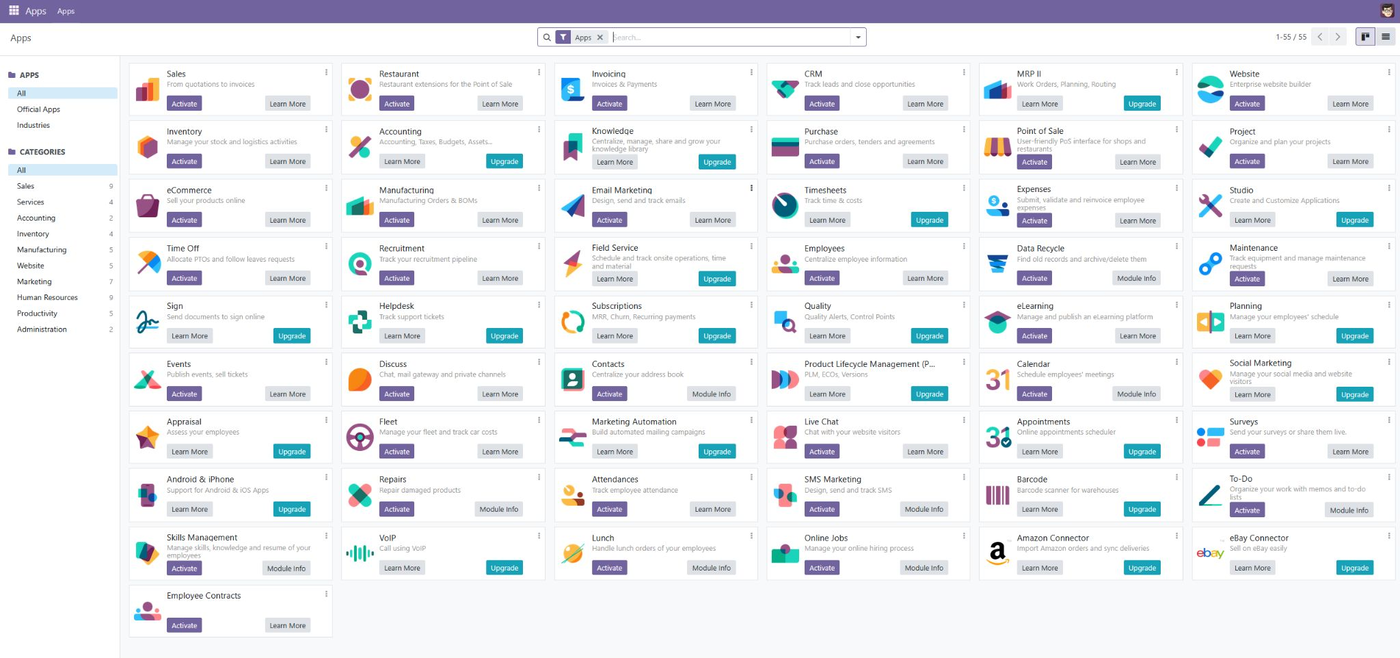 Apps Apps
Apps
Apps ×
Search...
1-55 / 55
APPS
All
Official Apps
Industries
CATEGORIES
All
Sales 9
Services 4
Accounting 2
Inventory 4
Manufacturing 5
Website 5
Marketing 7
Human Resources 9
Productivity 5
Administration 2
Sales
From quotations to invoices
Activate Learn More
Restaurant
Restaurant extensions for the Point of Sale
Activate Learn More
Invoicing
Invoices & Payments
Activate Learn More
CRM
Track leads and close opportunities
Activate Learn More
MRP II
Work Orders, Planning, Routing
Learn More Upgrade
Website
Enterprise website builder
Activate Learn More
Inventory
Manage your stock and logistics activities
Activate Learn More
Accounting
Accounting, Taxes, Budgets, Assets...
Learn More Upgrade
Knowledge
Centralize, manage, share and grow your
knowledge library
Learn More Upgrade
Purchase
Purchase orders, tenders and agreements
Activate Learn More
Point of Sale
User-friendly PoS interface for shops and
restaurants
Activate Learn More
Project
Organize and plan your projects
Activate Learn More
eCommerce
Sell your products online
Activate Learn More
Manufacturing
Manufacturing Orders & BOMs
Activate Learn More
Email Marketing
Design, send and track emails
Activate Learn More
Timesheets
Track time & costs
Learn More Upgrade
Expenses
Submit, validate and reinvoice employee
expenses
Activate Learn More
Studio
Create and Customize Applications
Learn More Upgrade
Time Off
Allocate PTOs and follow leaves requests
Activate Learn More
Recruitment
Track your recruitment pipeline
Activate Learn More
Field Service
Schedule and track onsite operations, time
and material
Learn More Upgrade
Employees
Centralize employee information
Activate Learn More
Data Recycle
Find old records and archive/delete them
Activate Module Info
Maintenance
Track equipment and manage maintenance
requests
Activate Learn More
Sign
Send documents to sign online
Learn More Upgrade
Helpdesk
Track support tickets
Learn More Upgrade
Subscriptions
MRR, Churn, Recurring payments
Learn More Upgrade
Quality
Quality Alerts, Control Points
Learn More Upgrade
eLearning
Manage and publish an eLearning platform
Activate Learn More
Planning
Manage your employees' schedule
Learn More Upgrade
Events
Publish events, sell tickets
Activate Learn More
Discuss
Chat, mail gateway and private channels
Activate Learn More
Contacts
Centralize your address book
Activate Module Info
Product Lifecycle Management (P...
PLM, ECOs, Versions
Learn More Upgrade
Calendar
Schedule employees' meetings
Activate Module Info
Social Marketing
Manage your social media and website
visitors
Learn More Upgrade
Appraisal
Assess your employees
Learn More Upgrade
Fleet
Manage your fleet and track car costs
Activate Learn More
Marketing Automation
Build automated mailing campaigns
Learn More Upgrade
Live Chat
Chat with your website visitors
Activate Learn More
Appointments
Online appointments scheduler
Learn More Upgrade
Surveys
Send your surveys or share them live.
Activate Learn More
Android & iPhone
Support for Android & iOS Apps
Learn More Upgrade
Repairs
Repair damaged products
Activate Module Info
Attendances
Track employee attendance
Activate Learn More
SMS Marketing
Design, send and track SMS
Activate Module Info
Barcode
Barcode scanner for warehouses
Learn More Upgrade
To-Do
Organize your work with memos and to-do
lists
Activate Module Info
Skills Management
Manage skills, knowledge and resume of your
employees
Activate Module Info
VoIP
Call using VoIP
Learn More Upgrade
Lunch
Handle lunch orders of your employees
Activate Module Info
Online Jobs
Manage your online hiring process
Activate Module Info
a
Amazon Connector
Import Amazon orders and sync deliveries
Learn More Upgrade
ebay
eBay Connector
Sell on eBay easily
Learn More Upgrade
Employee Contracts
Activate Learn More
31
31
$